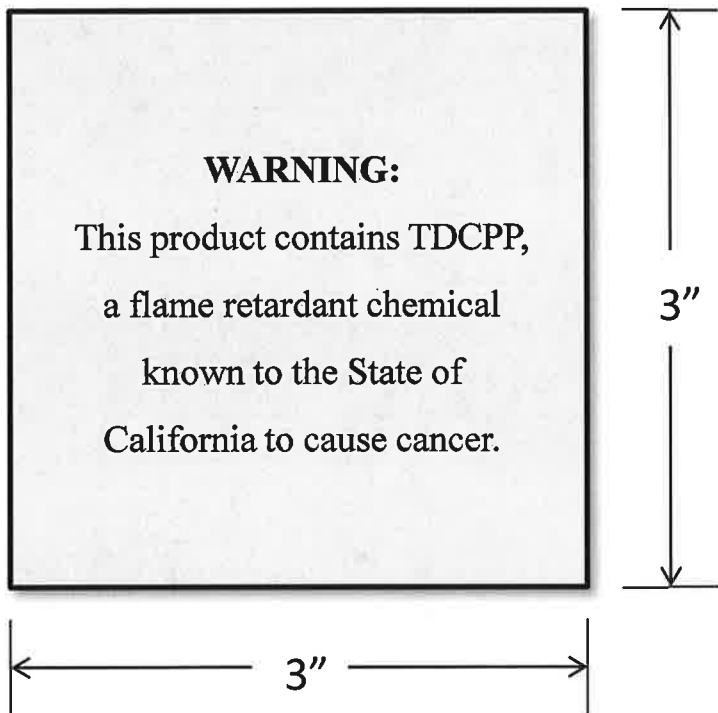 WARNING:
This product contains TDCPP,
a flame retardant chemical
known to the State of
California to cause cancer.
3”
3”